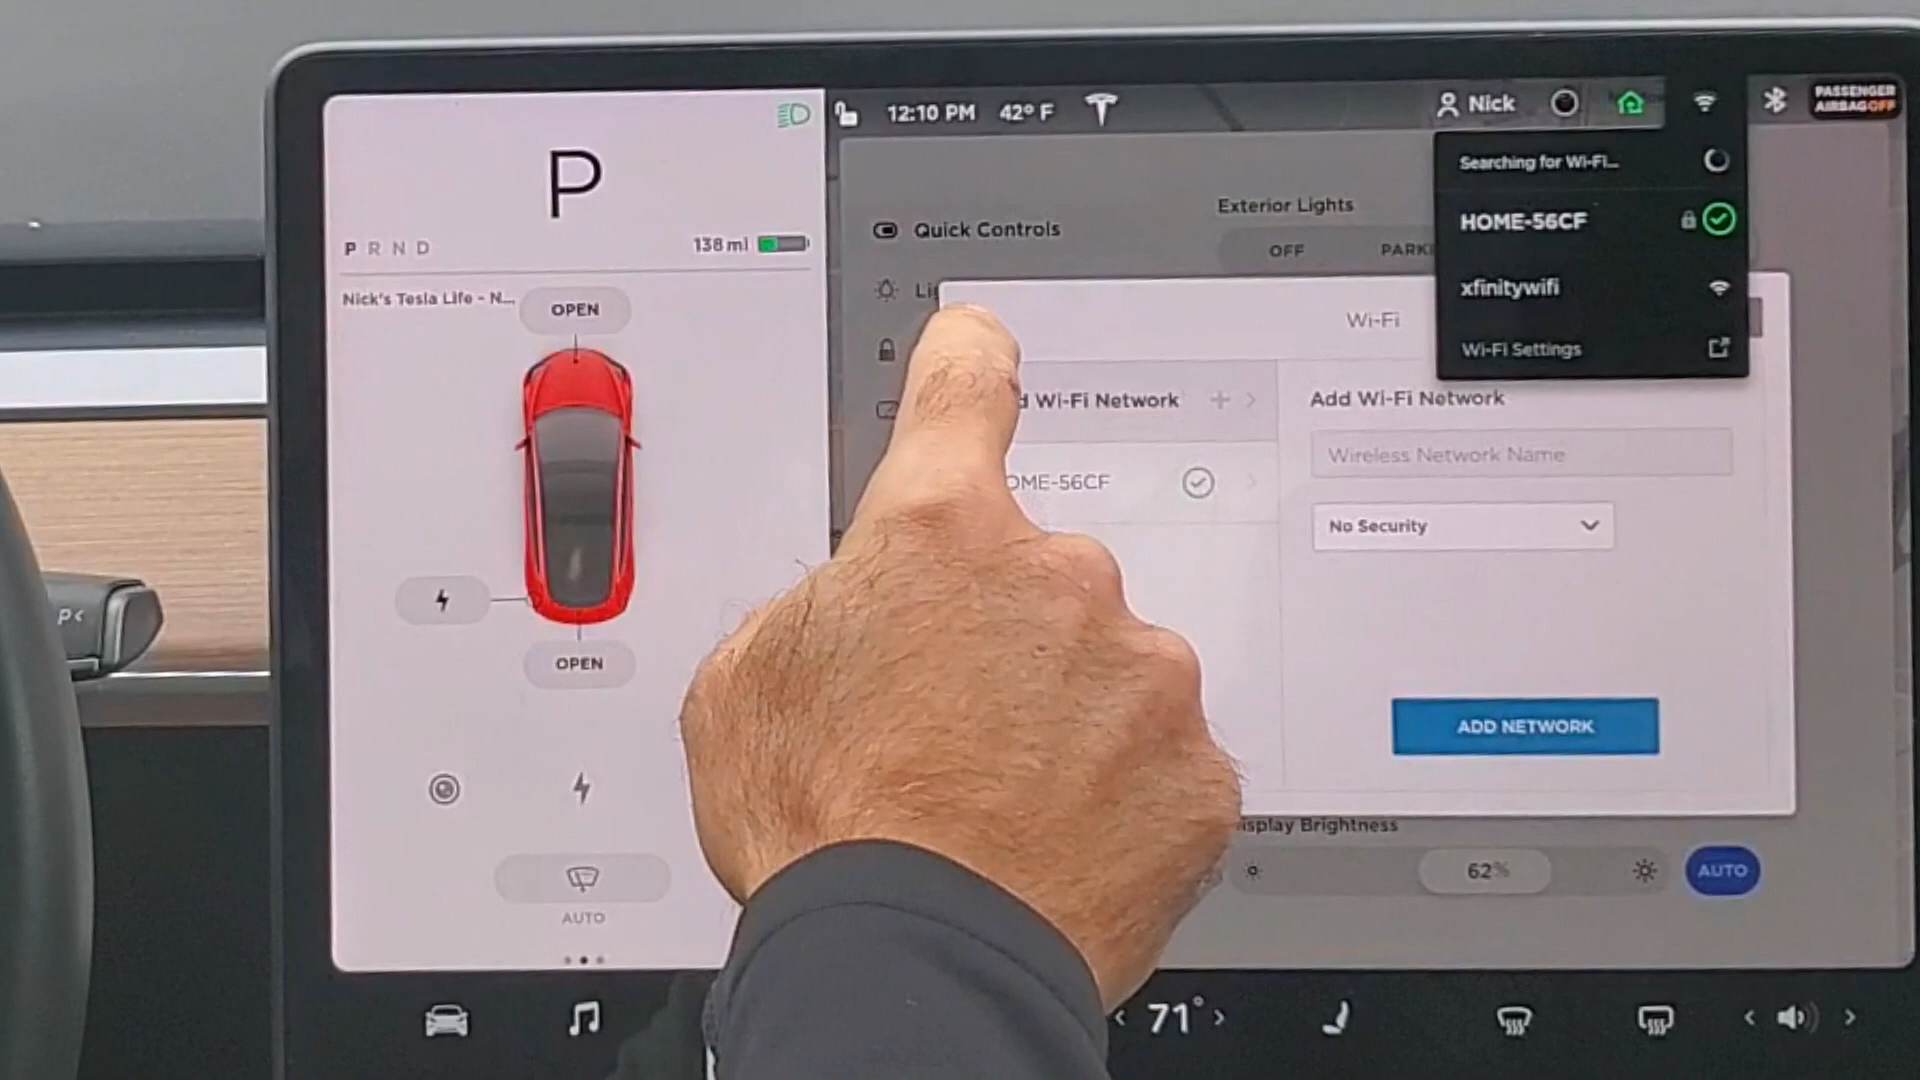 P
P R N D
138 mi
Nick's Tesla Life - N...
OPEN
OPEN
AUTO
12:10 PM 42° F
Nick
PASSENGER
AIRBAG OFF
Searching for Wi-Fi...
HOME-56CF
xfinitywifi
Wi-Fi Settings
Quick Controls
Exterior Lights
OFF
PARKI
Lig
Wi-Fi
d Wi-Fi Network
OME-56CF
Add Wi-Fi Network
Wireless Network Name
No Security
ADD NETWORK
isplay Brightness
62%
AUTO
P<
< 71° >